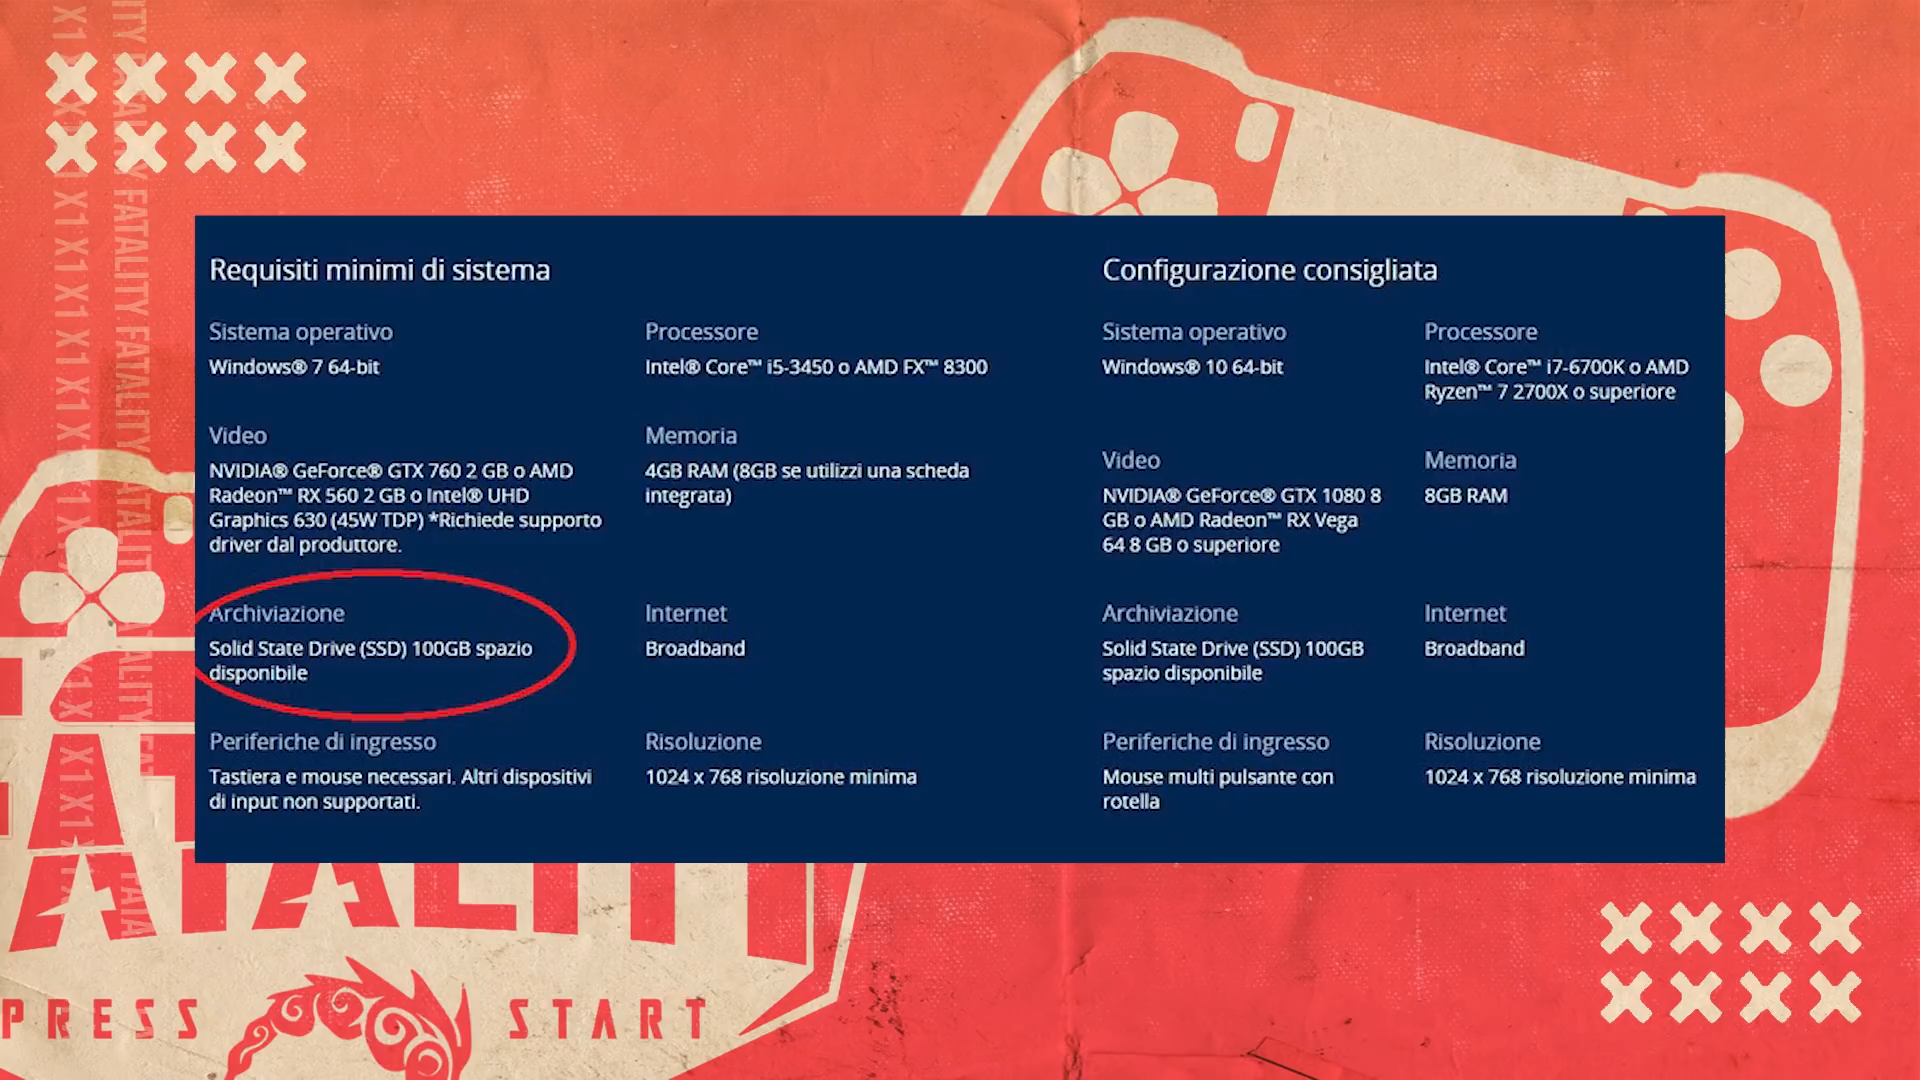 Requisiti minimi di sistema
Sistema operativo
Windows® 7 64-bit
Processore
Intel® Core™ i5-3450 o AMD FX™ 8300
Video
NVIDIA® GeForce® GTX 760 2 GB o AMD
Radeon™ RX 560 2 GB o Intel® UHD
Graphics 630 (45W TDP) *Richiede supporto
driver dal produttore.
Memoria
4GB RAM (8GB se utilizzi una scheda
integrata)
Archiviazione
Solid State Drive (SSD) 100GB spazio
disponibile
Internet
Broadband
Periferiche di ingresso
Tastiera e mouse necessari. Altri dispositivi
di input non supportati.
Risoluzione
1024 x 768 risoluzione minima
Configurazione consigliata
Sistema operativo
Windows® 10 64-bit
Processore
Intel® Core™ i7-6700K o AMD
Ryzen™ 7 2700X o superiore
Video
NVIDIA® GeForce® GTX 1080 8
GB o AMD Radeon™ RX Vega
64 8 GB o superiore
Memoria
8GB RAM
Archiviazione
Solid State Drive (SSD) 100GB
spazio disponibile
Internet
Broadband
Periferiche di ingresso
Mouse multi pulsante con
rotella
Risoluzione
1024 x 768 risoluzione minima
PRESS START